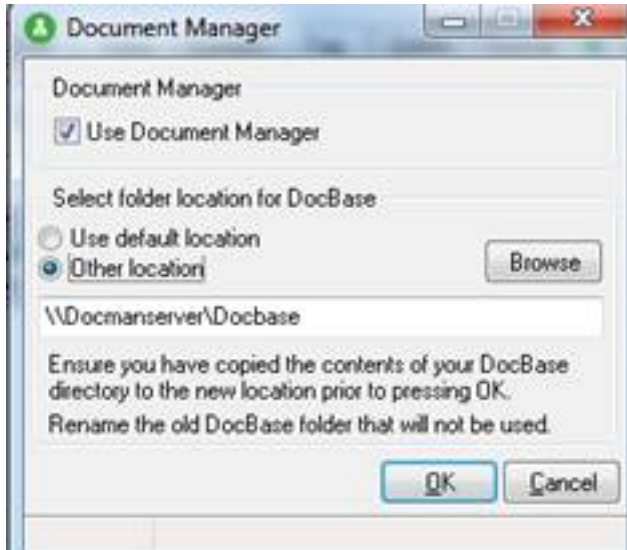 Document Manager
Document Manager
Use Document Manager
Select folder location for DocBase
Use default location
Other location
Browse
\\Docmanserver\Docbase
Ensure you have copied the contents of your DocBase
directory to the new location prior to pressing OK.
Rename the old DocBase folder that will not be used.
OK
Cancel